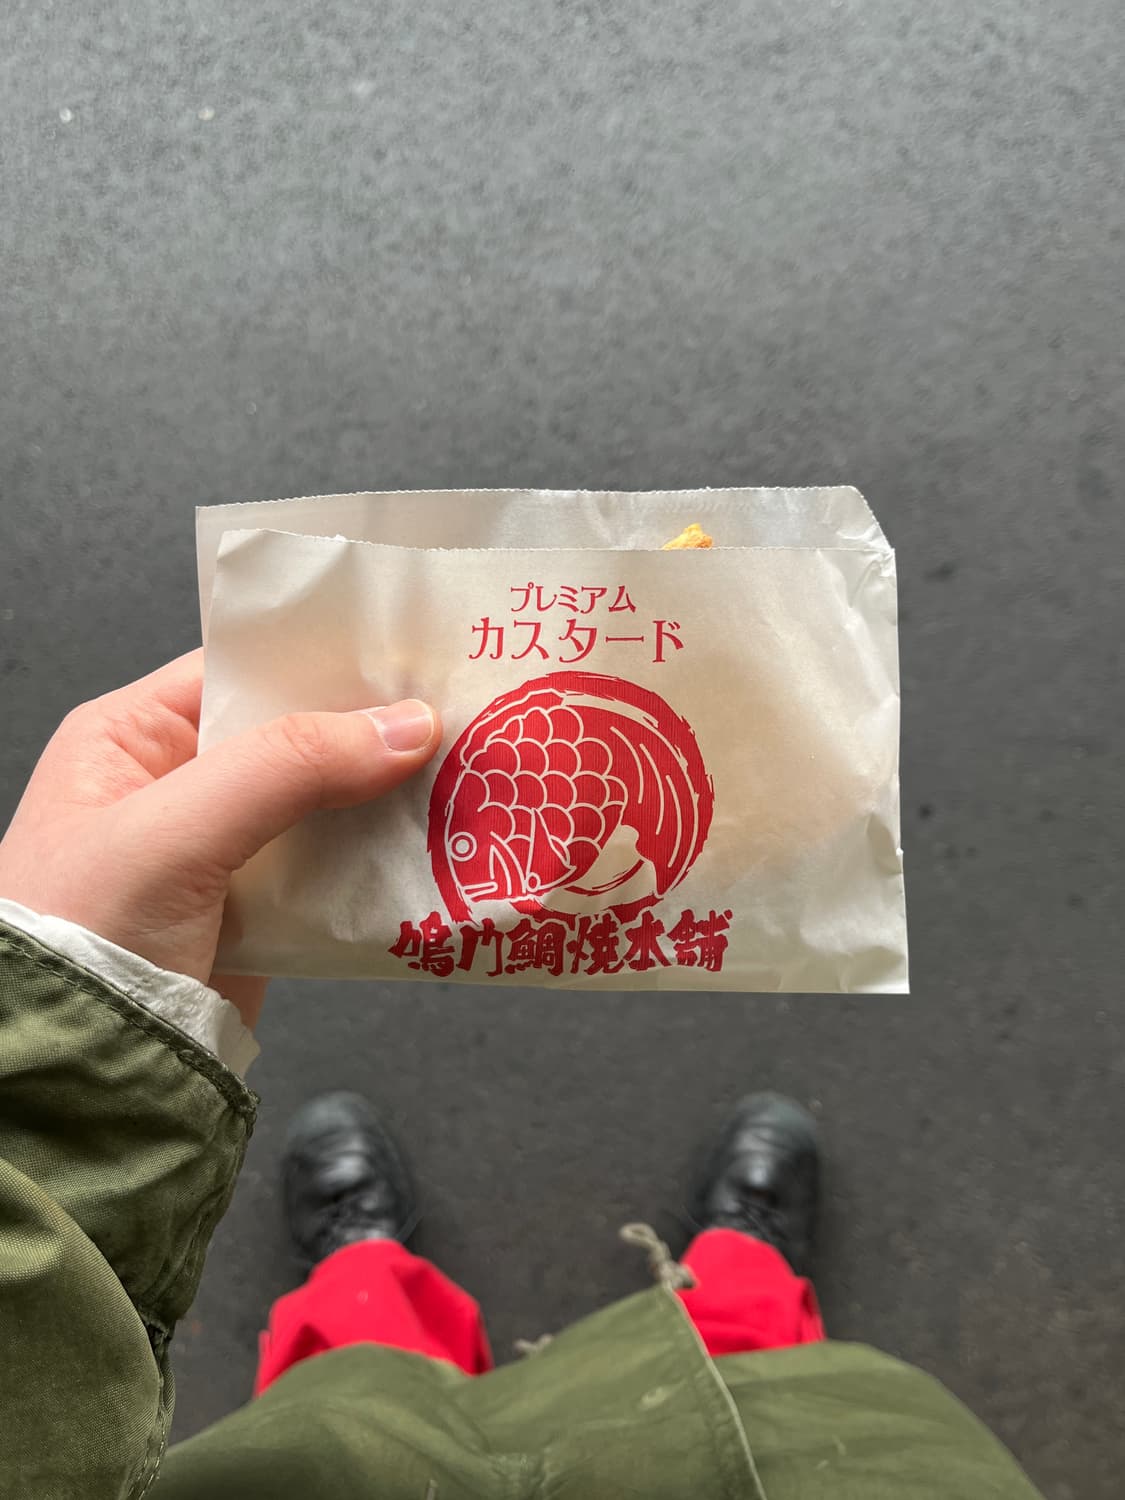 プレミアム
カスタード
鳴門鯛焼本舗